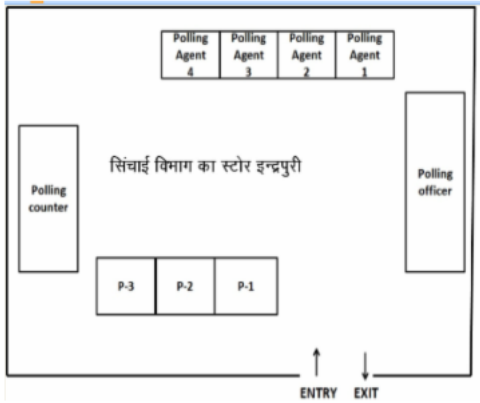 Polling Agent 4
Polling Agent 3
Polling Agent 2
Polling Agent 1
सिंचाई विभाग का स्टोर इन्द्रपुरी
Polling counter
Polling officer
P-3
P-2
P-1
ENTRY
EXIT